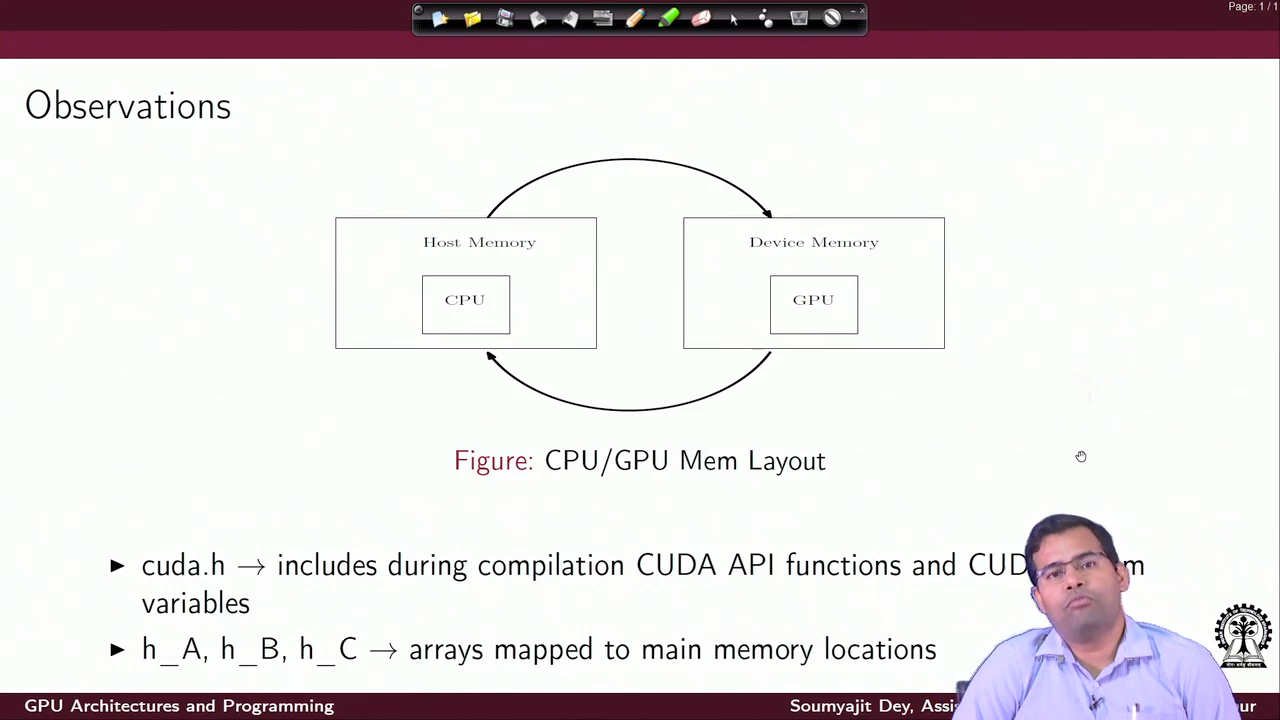 Page: 1 / 1
Observations
Host Memory
Device Memory
CPU
GPU
Figure: CPU/GPU Mem Layout
▶ cuda.h → includes during compilation CUDA API functions and
variables
▶ h_A, h_B, h_C → arrays mapped to main memory locations
GPU Architectures and Programming
Soumyajit Dey,